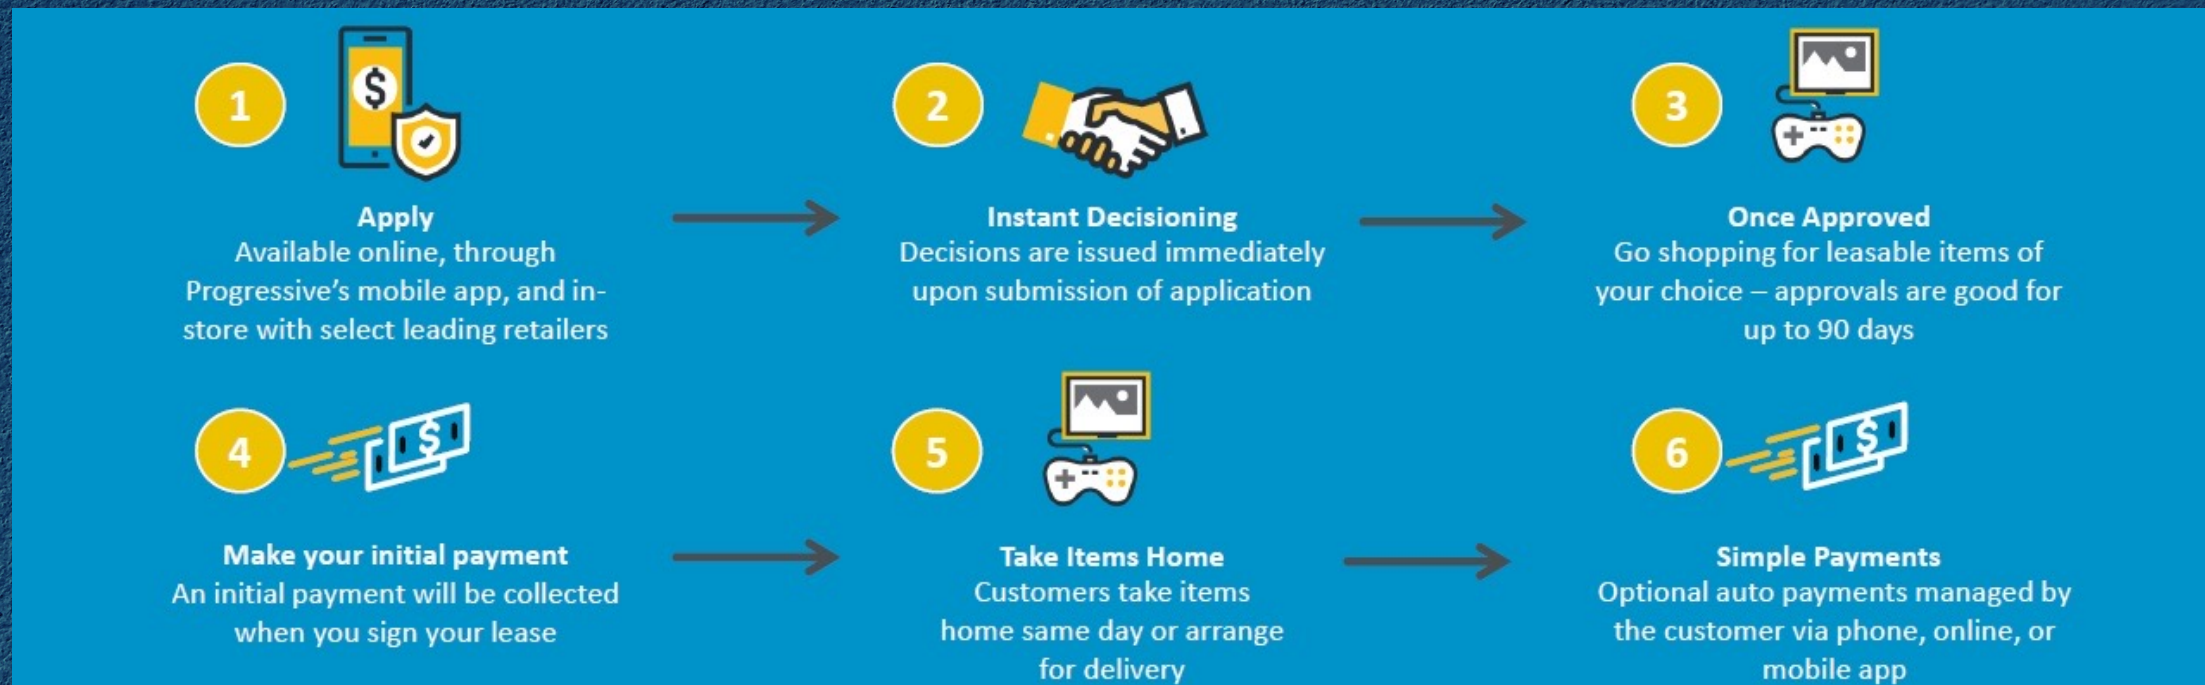 1
$
Apply
Available online, through
Progressive’s mobile app, and in-
store with select leading retailers
2
Instant Decisioning
Decisions are issued immediately
upon submission of application
3
Once Approved
Go shopping for leasable items of
your choice – approvals are good for
up to 90 days
4
$
Make your initial payment
An initial payment will be collected
when you sign your lease
5
Take Items Home
Customers take items
home same day or arrange
for delivery
6
$
Simple Payments
Optional auto payments managed by
the customer via phone, online, or
mobile app